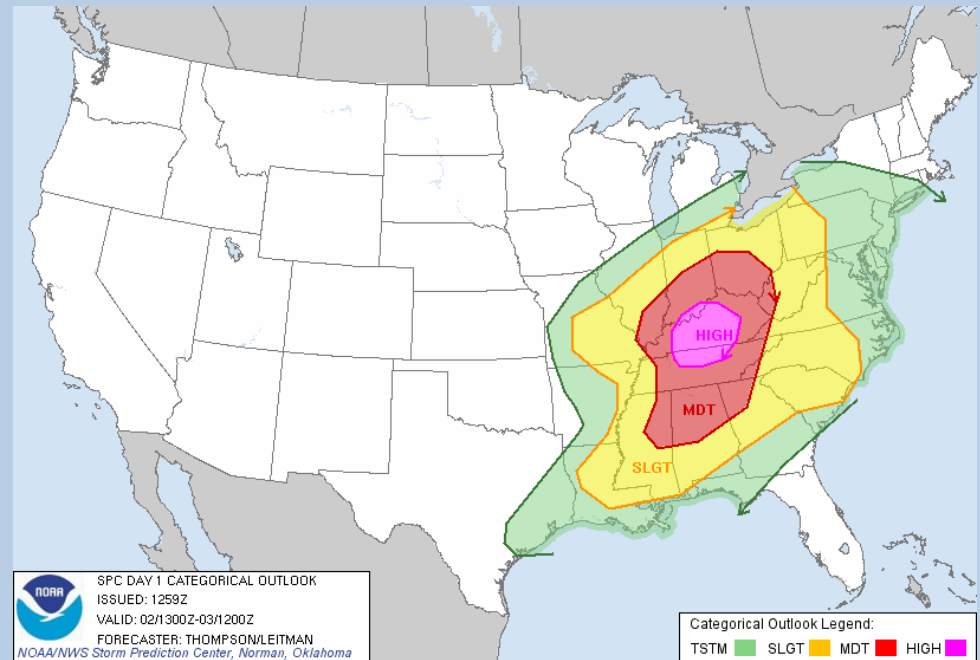 HIGH
MDT
SLGT
NOAA
SPC DAY 1 CATEGORICAL OUTLOOK
ISSUED: 1259Z
VALID: 02/1300Z-03/1200Z
FORECASTER: THOMPSON/LEITMAN
NOAA/NWS Storm Prediction Center, Norman, Oklahoma
Categorical Outlook Legend:
TSTM SLGT MDT HIGH